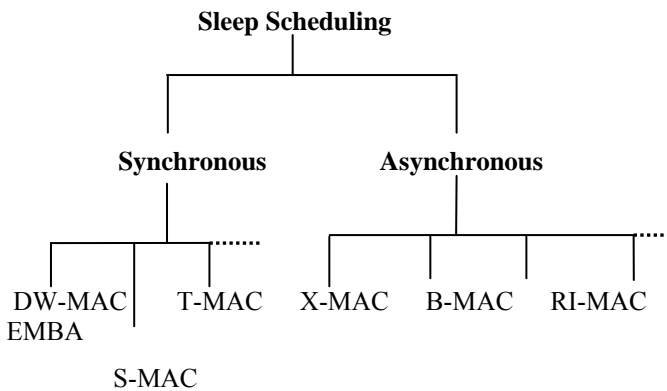 Sleep Scheduling
Synchronous Asynchronous
DW-MAC T-MAC X-MAC B-MAC RI-MAC
EMBA
S-MAC